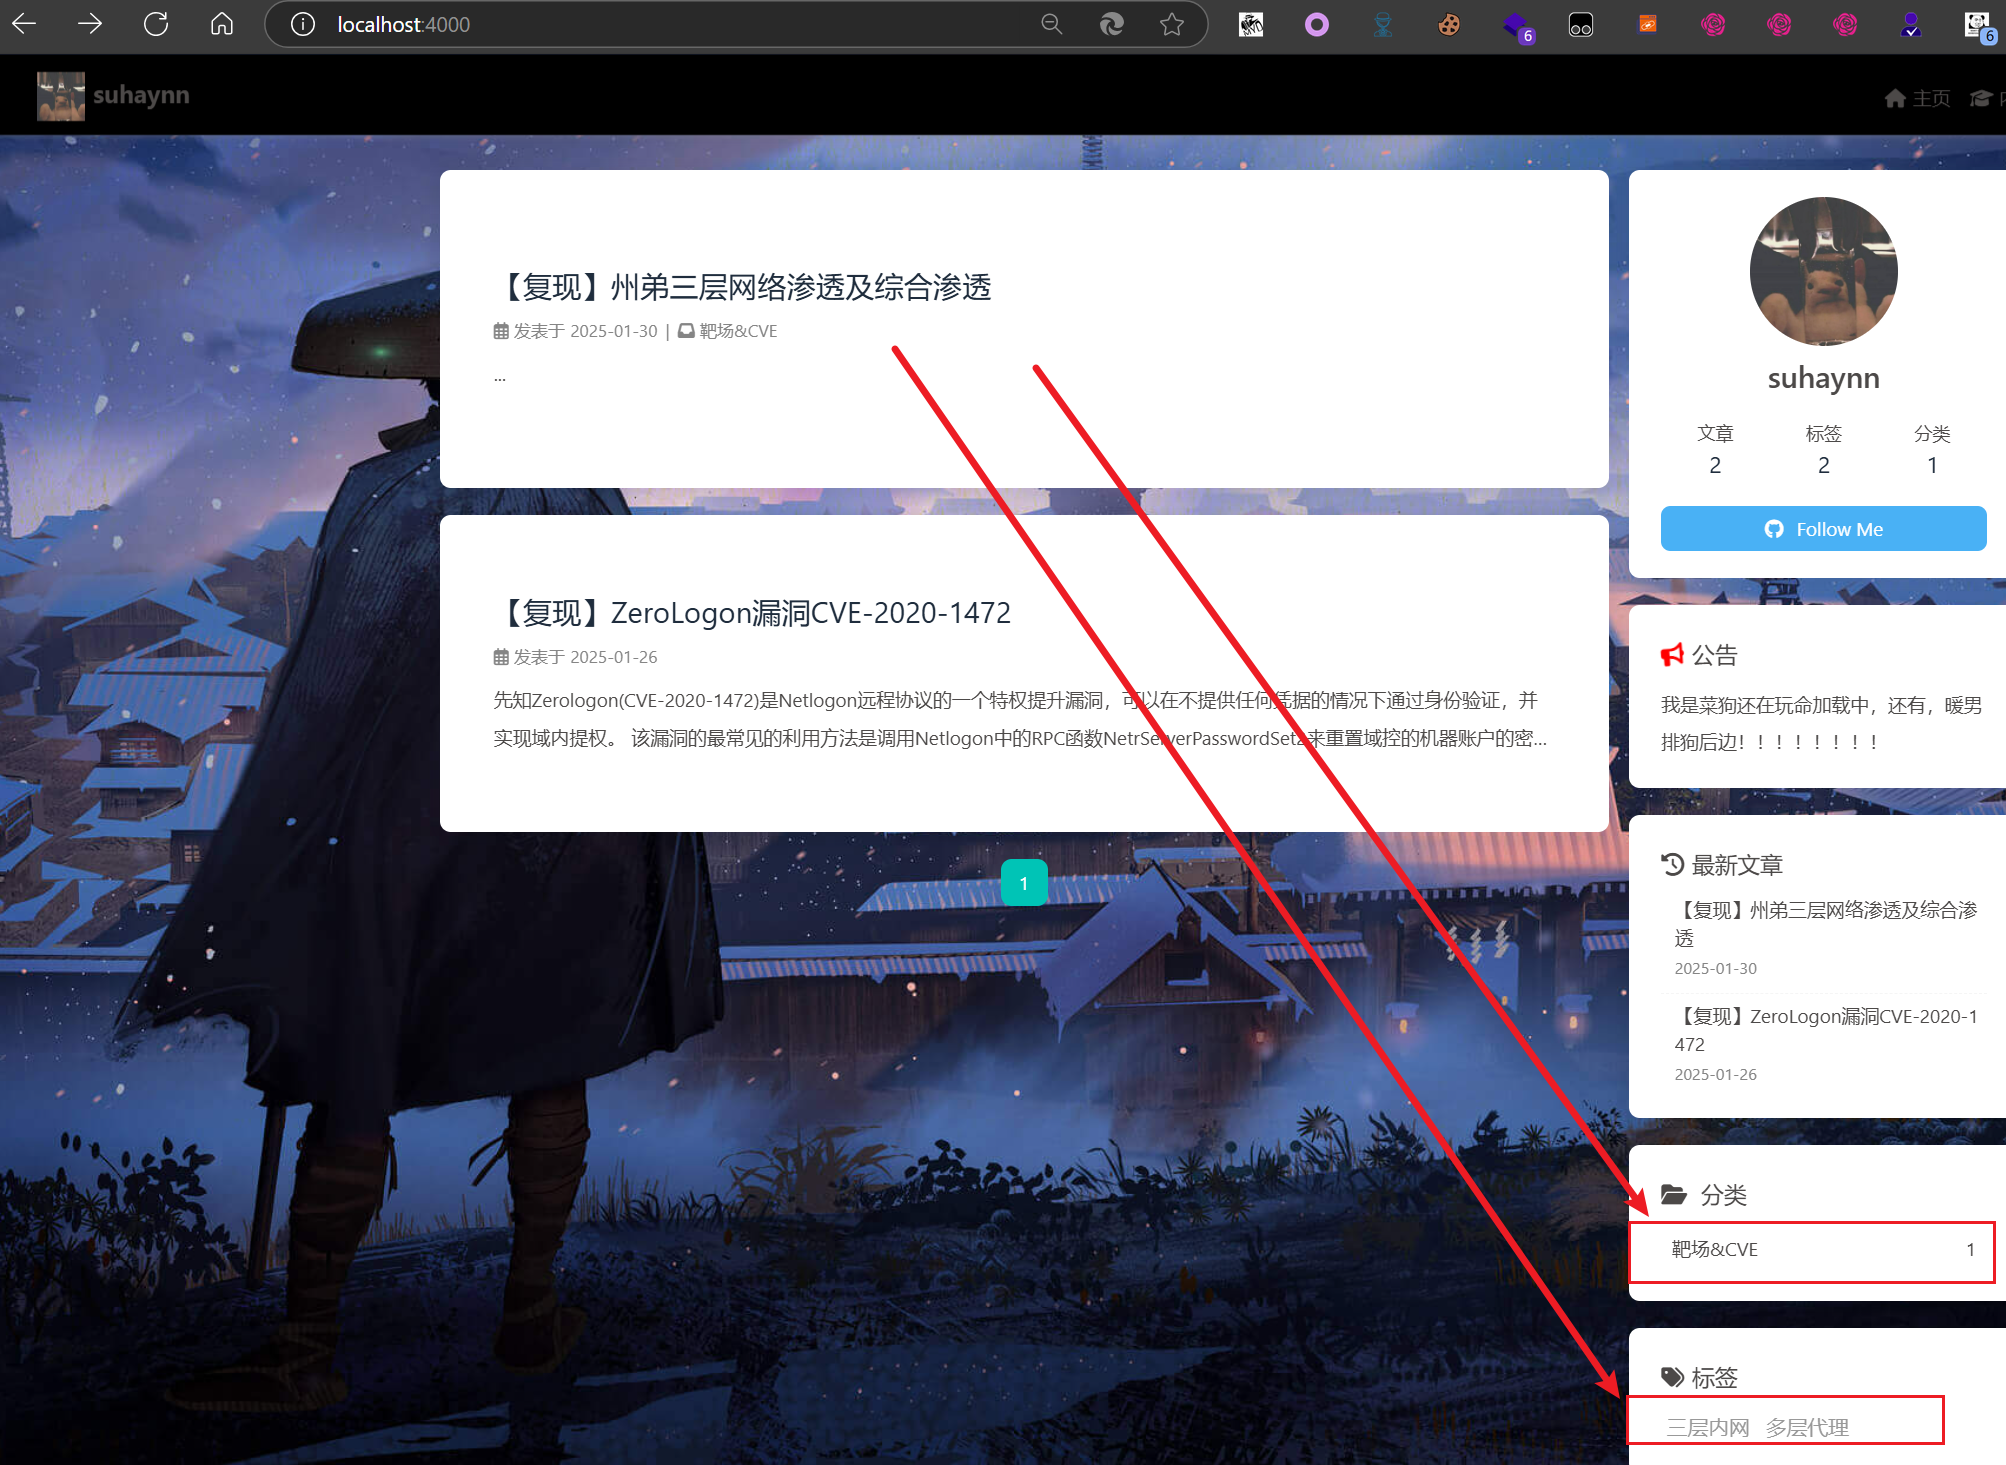 localhost:4000
6
6
suhaynn
主页
【复现】州弟三层网络渗透及综合渗透
发表于 2025-01-30 | 靶场&CVE
...
【复现】ZeroLogon漏洞CVE-2020-1472
发表于 2025-01-26
先知Zerologon(CVE-2020-1472)是Netlogon远程协议的一个特权提升漏洞，可以在不提供任何凭据的情况下通过身份验证，并
实现域内提权。 该漏洞的最常见的利用方法是调用Netlogon中的RPC函数NetrServerPasswordSet2来重置域控的机器账户的密...
1
suhaynn
文章 标签 分类
2 2 1
Follow Me
公告
我是菜狗还在玩命加载中，还有，暖男
排狗后边！！！！！！！！
最新文章
【复现】州弟三层网络渗透及综合渗
透
2025-01-30
【复现】ZeroLogon漏洞CVE-2020-1
472
2025-01-26
分类
靶场&CVE 1
标签
三层内网 多层代理